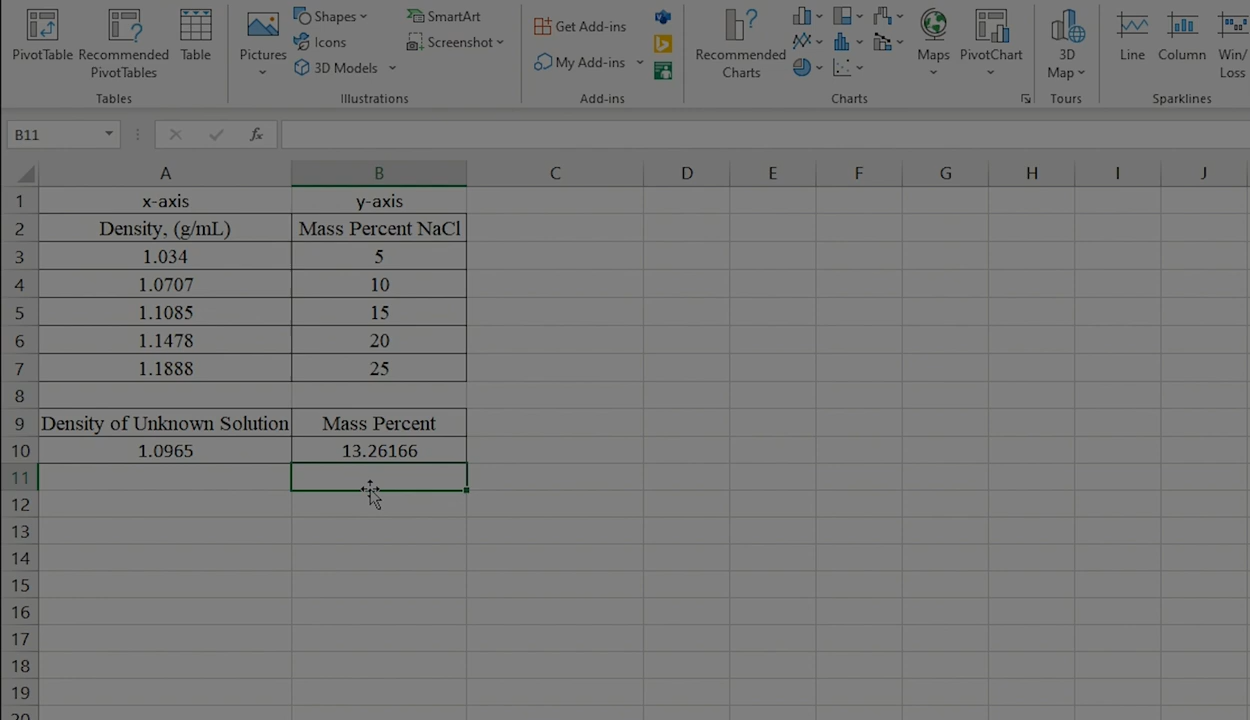 Shapes
SmartArt
Get Add-ins
Icons
Screenshot
PivotTable
Recommended
PivotTables
Table
Pictures
3D Models
My Add-ins
Recommended
Charts
Maps
PivotChart
3D
Map
Line
Column
Win/
Loss
Tables
Illustrations
Add-ins
Charts
Tours
Sparklines
B11
fx
A B C D E F G H I J
1 x-axis y-axis
2 Density, (g/mL) Mass Percent NaCl
3 1.034 5
4 1.0707 10
5 1.1085 15
6 1.1478 20
7 1.1888 25
8
9 Density of Unknown Solution Mass Percent
10 1.0965 13.26166
11
12
13
14
15
16
17
18
19
20